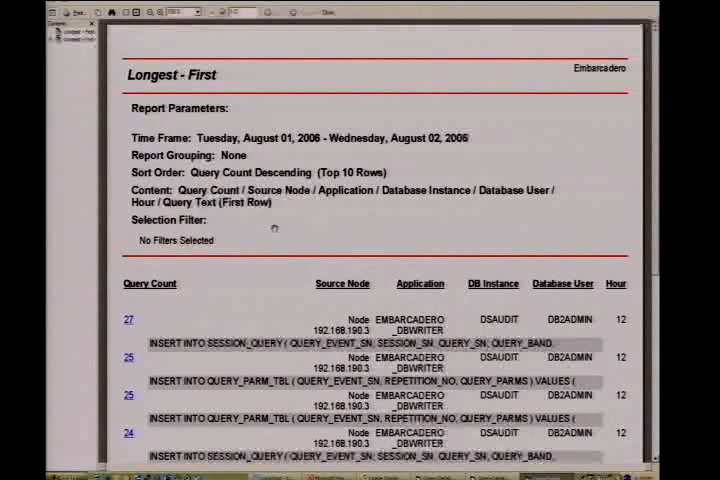 Longest - First
Embarcadero
Report Parameters:
Time Frame: Tuesday, August 01, 2006 - Wednesday, August 02, 2006
Report Grouping: None
Sort Order: Query Count Descending (Top 10 Rows)
Content: Query Count / Source Node / Application / Database Instance / Database User /
Hour / Query Text (First Row)
Selection Filter:
No Filters Selected
Query Count Source Node Application DB Instance Database User Hour
27 Node EMBARCADERO DSAUDIT DB2ADMIN 12
192.168.190.3 _DBWRITER
INSERT INTO SESSION_QUERY ( QUERY_EVENT_SN, SESSION_SN, QUERY_SN, QUERY_BAND,
25 Node EMBARCADERO DSAUDIT DB2ADMIN 12
192.168.190.3 _DBWRITER
INSERT INTO QUERY_PARM_TBL ( QUERY_EVENT_SN, REPETITION_NO, QUERY_PARMS ) VALUES (
25 Node EMBARCADERO DSAUDIT DB2ADMIN 12
192.168.190.3 _DBWRITER
INSERT INTO QUERY_PARM_TBL ( QUERY_EVENT_SN, REPETITION_NO, QUERY_PARMS ) VALUES (
24 Node EMBARCADERO DSAUDIT DB2ADMIN 12
192.168.190.3 _DBWRITER
INSERT INTO SESSION_QUERY ( QUERY_EVENT_SN, SESSION_SN, QUERY_SN, QUERY_BAND,